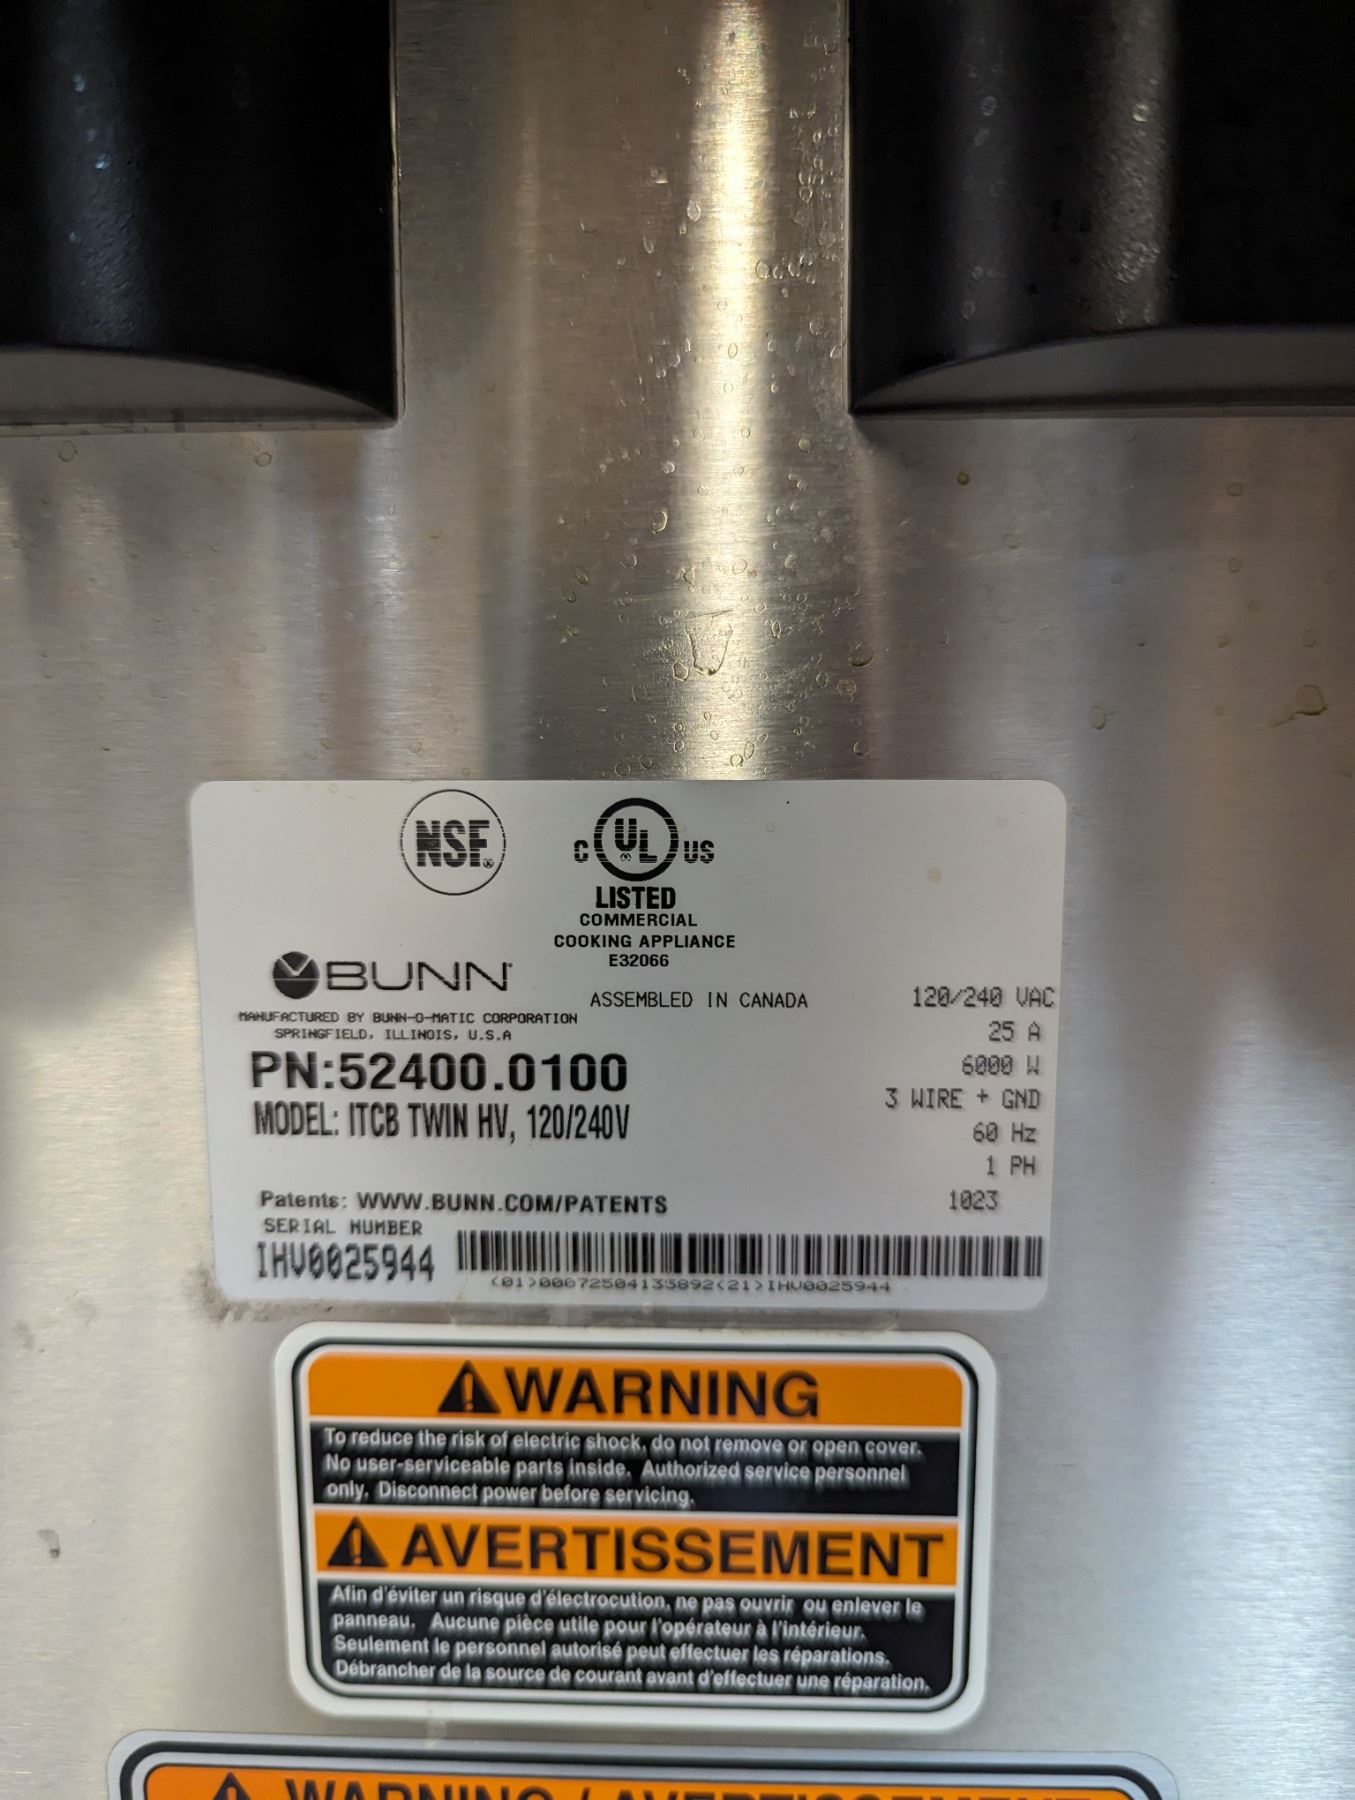 NSF®
C UL® US
LISTED
COMMERCIAL
COOKING APPLIANCE
E32066
BUNN®
ASSEMBLED IN CANADA
MANUFACTURED BY BUNN-O-MATIC CORPORATION
SPRINGFIELD, ILLINOIS, U.S.A
PN:52400.0100
MODEL: ITCB TWIN HV, 120/240V
120/240 VAC
25 A
6000 W
3 WIRE + GND
60 Hz
1 PH
1023
Patents: WWW.BUNN.COM/PATENTS
SERIAL NUMBER
IHV0025944
(01)00072504135892(21)IHV0025944
WARNING
To reduce the risk of electric shock, do not remove or open cover.
No user-serviceable parts inside. Authorized service personnel
only. Disconnect power before servicing.
AVERTISSEMENT
Afin d'éviter un risque d'électrocution, ne pas ouvrir ou enlever le
panneau. Aucune pièce utile pour l'opérateur à l'intérieur.
Seulement le personnel autorisé peut effectuer les réparations.
Débrancher de la source de courant avant d'effectuer une réparation.
WARNING / AVERTISSEMENT